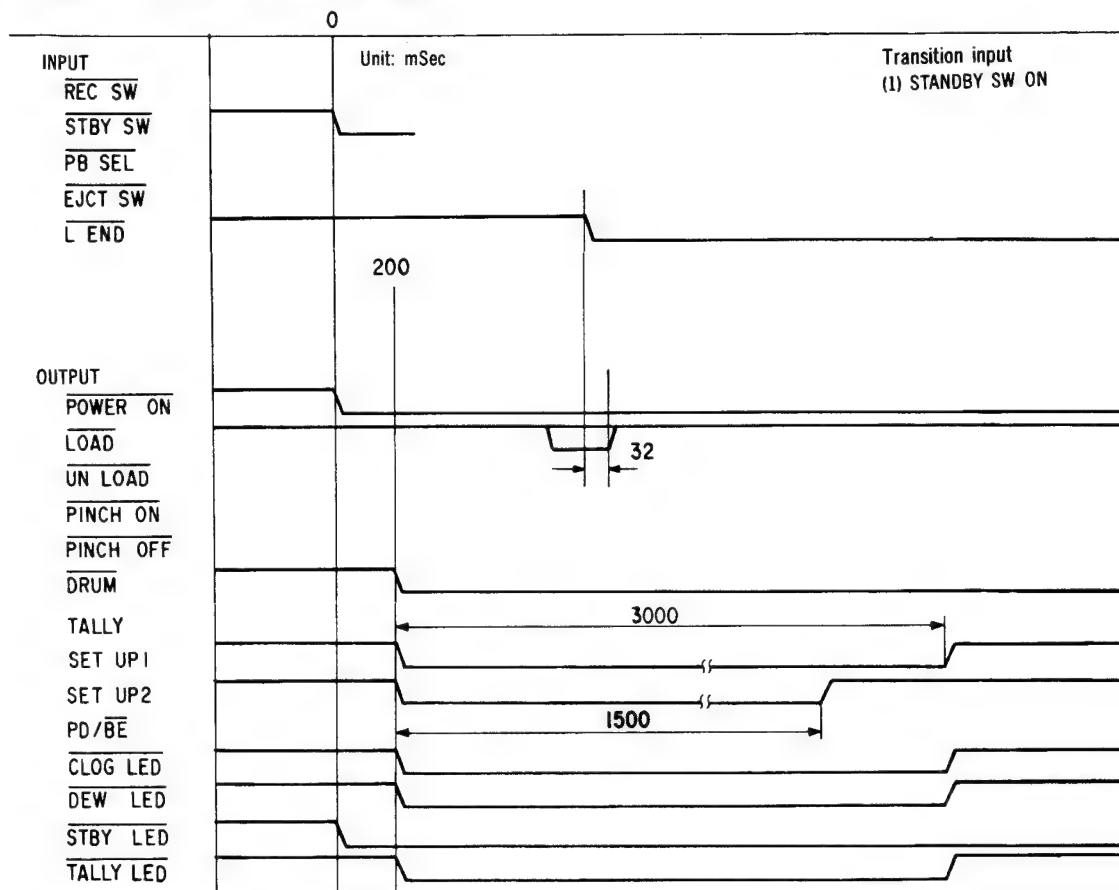 0
INPUT
Unit: mSec
Transition input
(1) STANDBY SW ON
REC SW
STBY SW
PB SEL
EJCT SW
L END
200
OUTPUT
POWER ON
LOAD
32
UN LOAD
PINCH ON
PINCH OFF
DRUM
TALLY
3000
SET UP1
SET UP2
PD/BE
1500
CLOG LED
DEW LED
STBY LED
TALLY LED